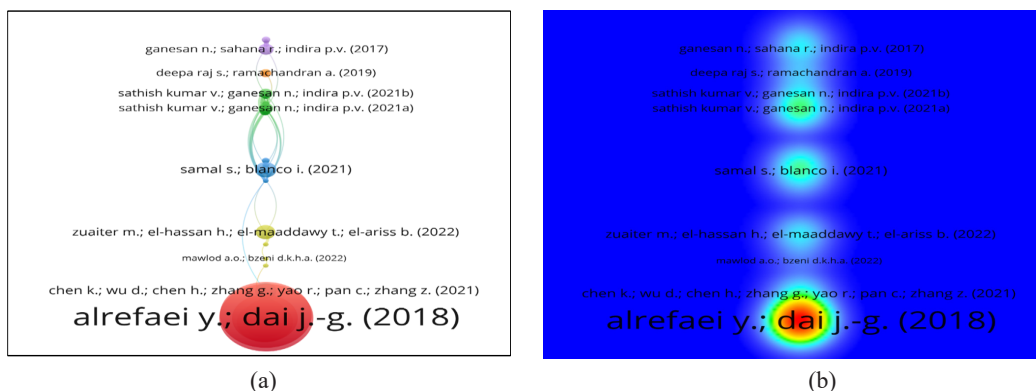 ganesan n.; sahana r.; indira p.v. (2017)
deepa raj s.; ramachandran a. (2019)
sathish kumar v.; ganesan n.; indira p.v. (2021b)
sathish kumar v.; ganesan n.; indira p.v. (2021a)
samal s.; blanco i. (2021)
zuaiter m.; el-hassan h.; el-maaddawy t.; el-ariss b. (2022)
mawlod a.o.; bzeni d.k.h.a. (2022)
chen k.; wu d.; chen h.; zhang g.; yao r.; pan c.; zhang z. (2021)
alrefaei y.; dai j.-g. (2018)
(a)
ganesan n.; sahana r.; indira p.v. (2017)
deepa raj s.; ramachandran a. (2019)
sathish kumar v.; ganesan n.; indira p.v. (2021b)
sathish kumar v.; ganesan n.; indira p.v. (2021a)
samal s.; blanco i. (2021)
zuaiter m.; el-hassan h.; el-maaddawy t.; el-ariss b. (2022)
mawlod a.o.; bzeni d.k.h.a. (2022)
chen k.; wu d.; chen h.; zhang g.; yao r.; pan c.; zhang z. (2021)
alrefaei y.; dai j.-g. (2018)
(b)